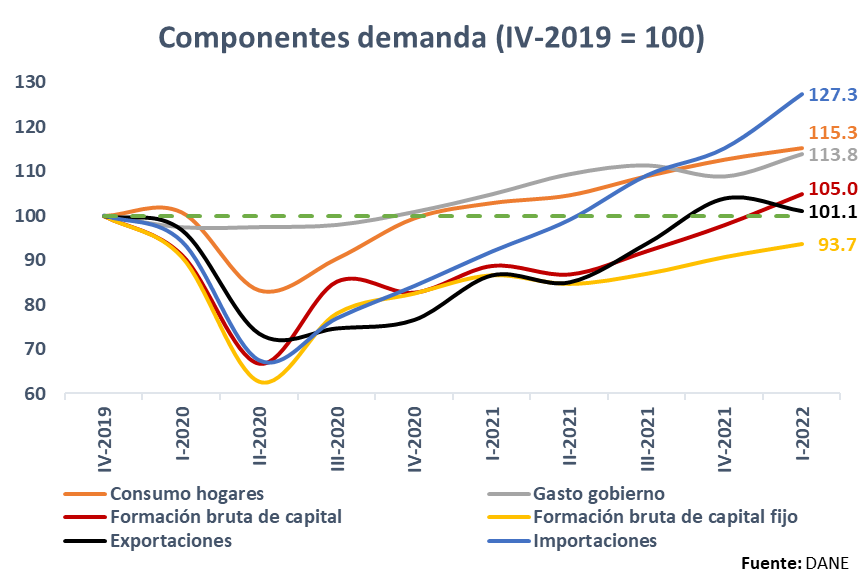 Componentes demanda (IV-2019 = 100)
130
120
110
100
90
80
70
60
127.3
115.3
113.8
105.0
101.1
93.7
IV-2019
I-2020
II-2020
III-2020
IV-2020
I-2021
II-2021
III-2021
IV-2021
I-2022
Consumo hogares
Gasto gobierno
Formación bruta de capital
Formación bruta de capital fijo
Exportaciones
Importaciones
Fuente: DANE